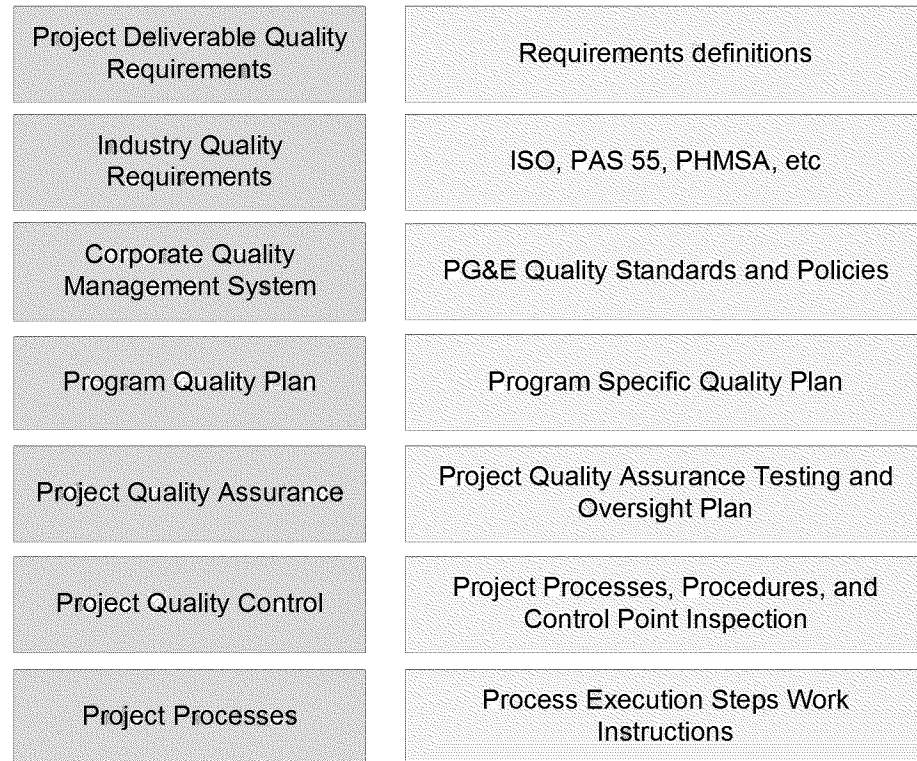 Project Deliverable Quality
Requirements
Requirements definitions
Industry Quality
Requirements
ISO, PAS 55, PHMSA, etc
Corporate Quality
Management System
PG&E Quality Standards and Policies
Program Quality Plan
Program Specific Quality Plan
Project Quality Assurance
Project Quality Assurance Testing and
Oversight Plan
Project Quality Control
Project Processes, Procedures, and
Control Point Inspection
Project Processes
Process Execution Steps Work
Instructions